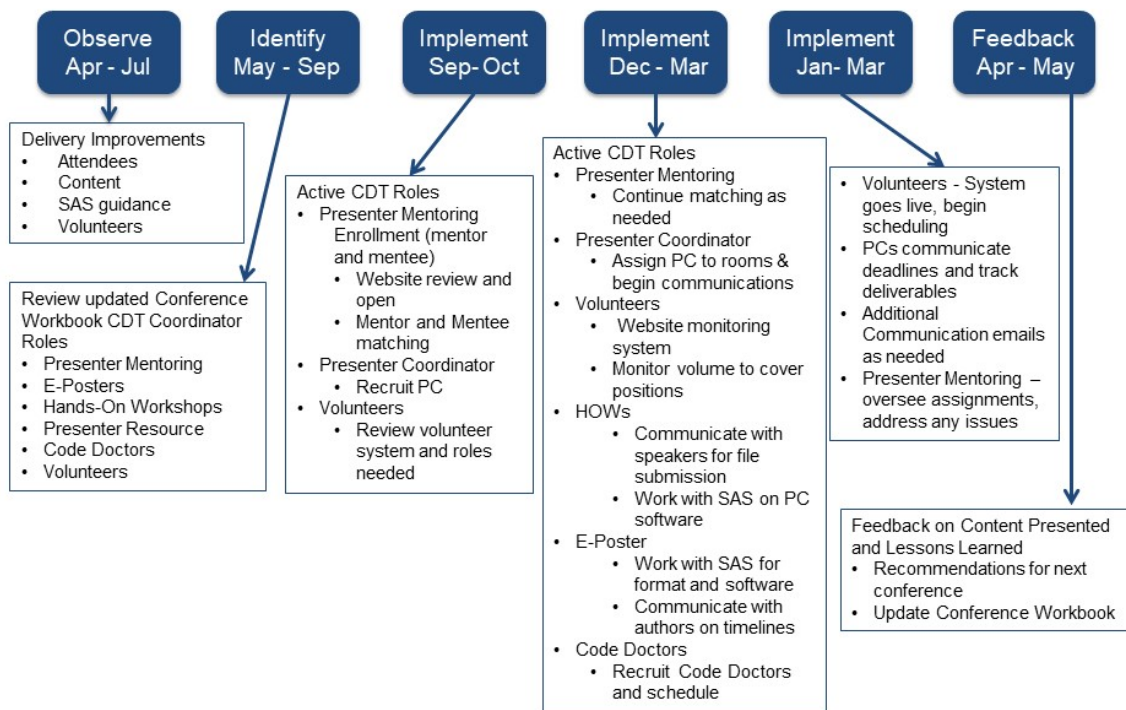 Observe
Apr - Jul
Identify
May - Sep
Implement
Sep- Oct
Implement
Dec - Mar
Implement
Jan- Mar
Feedback
Apr - May
Delivery Improvements
• Attendees
• Content
• SAS guidance
• Volunteers
Review updated Conference
Workbook CDT Coordinator
Roles
• Presenter Mentoring
• E-Posters
• Hands-On Workshops
• Presenter Resource
• Code Doctors
• Volunteers
Active CDT Roles
• Presenter Mentoring
Enrollment (mentor
and mentee)
• Website review and
open
• Mentor and Mentee
matching
• Presenter Coordinator
• Recruit PC
• Volunteers
• Review volunteer
system and roles
needed
Active CDT Roles
• Presenter Mentoring
• Continue matching as
needed
• Presenter Coordinator
• Assign PC to rooms &
begin communications
• Volunteers
• Website monitoring
system
• Monitor volume to cover
positions
• HOWs
• Communicate with
speakers for file
submission
• Work with SAS on PC
software
• E-Poster
• Work with SAS for
format and software
• Communicate with
authors on timelines
• Code Doctors
• Recruit Code Doctors
and schedule
• Volunteers - System
goes live, begin
scheduling
• PCs communicate
deadlines and track
deliverables
• Additional
Communication emails
as needed
• Presenter Mentoring –
oversee assignments,
address any issues
Feedback on Content Presented
and Lessons Learned
• Recommendations for next
conference
• Update Conference Workbook